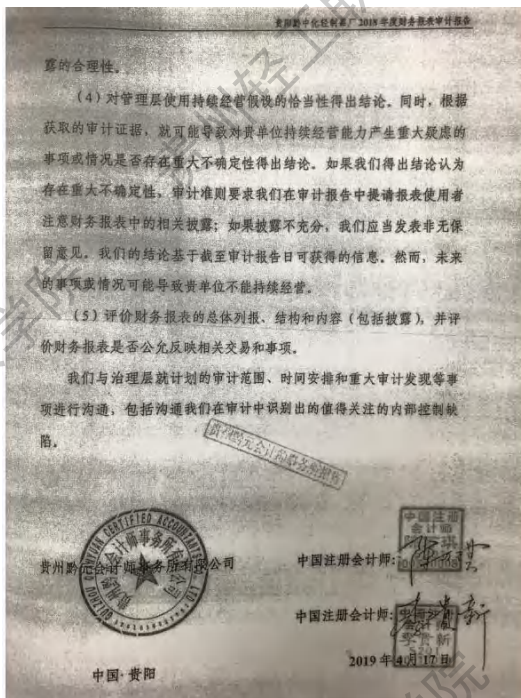 贵阳黔中化轻制品厂2018年度财务报表审计报告
露的合理性。
（4）对管理层使用持续经营假设的恰当性得出结论。同时，根据
获取的审计证据，就可能导致对贵单位持续经营能力产生重大疑虑的
事项或情况是否存在重大不确定性得出结论。如果我们得出结论认为
存在重大不确定性，审计准则要求我们在审计报告中提请报表使用者
注意财务报表中的相关披露；如果披露不充分，我们应当发表非无保
留意见。我们的结论基于截至审计报告日可获得的信息。然而，未来
的事项或情况可能导致贵单位不能持续经营。
（5）评价财务报表的总体列报、结构和内容（包括披露），并评
价财务报表是否公允反映相关交易和事项。
我们与治理层就计划的审计范围、时间安排和重大审计发现等事
项进行沟通，包括沟通我们在审计中识别出的值得关注的内部控制缺
陷。
贵州黔元会计师事务所有限公司
GUIZHOU QIANYUAN CERTIFIED ACCOUNTANTS CO., LTD
中国注册会计师：
中国注册
会计师
中国注册会计师：
李贵新
2019年4月17日
中国·贵阳